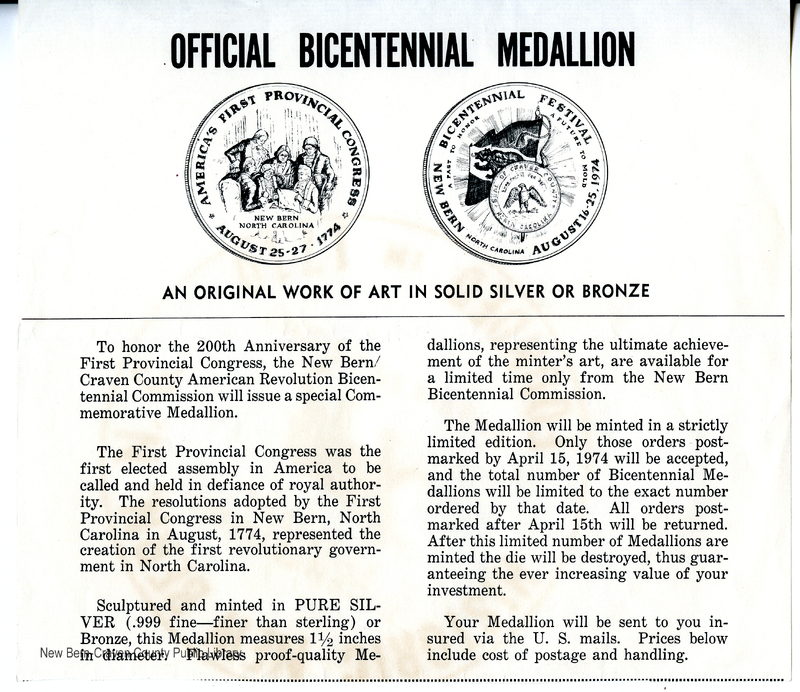 OFFICIAL BICENTENNIAL MEDALLION
AMERICA'S FIRST PROVINCIAL CONGRESS
NEW BERN
NORTH CAROLINA
AUGUST 25-27 · 1774
NEW BERN BICENTENNIAL FESTIVAL
A PAST TO HONOR
A FUTURE TO MOLD
NORTH CAROLINA
AUGUST 16-25, 1974
AN ORIGINAL WORK OF ART IN SOLID SILVER OR BRONZE
To honor the 200th Anniversary of the
First Provincial Congress, the New Bern/
Craven County American Revolution Bicen-
tennial Commission will issue a special Com-
memorative Medallion.
The First Provincial Congress was the
first elected assembly in America to be
called and held in defiance of royal author-
ity. The resolutions adopted by the First
Provincial Congress in New Bern, North
Carolina in August, 1774, represented the
creation of the first revolutionary govern-
ment in North Carolina.
Sculptured and minted in PURE SIL-
VER (.999 fine—finer than sterling) or
Bronze, this Medallion measures 1½ inches
in diameter. Flawless proof-quality Me-
dallions, representing the ultimate achieve-
ment of the minter's art, are available for
a limited time only from the New Bern
Bicentennial Commission.
The Medallion will be minted in a strictly
limited edition. Only those orders post-
marked by April 15, 1974 will be accepted,
and the total number of Bicentennial Me-
dallions will be limited to the exact number
ordered by that date. All orders post-
marked after April 15th will be returned.
After this limited number of Medallions are
minted the die will be destroyed, thus guar-
anteeing the ever increasing value of your
investment.
Your Medallion will be sent to you in-
sured via the U. S. mails. Prices below
include cost of postage and handling.
New Bern-Craven County Public Library